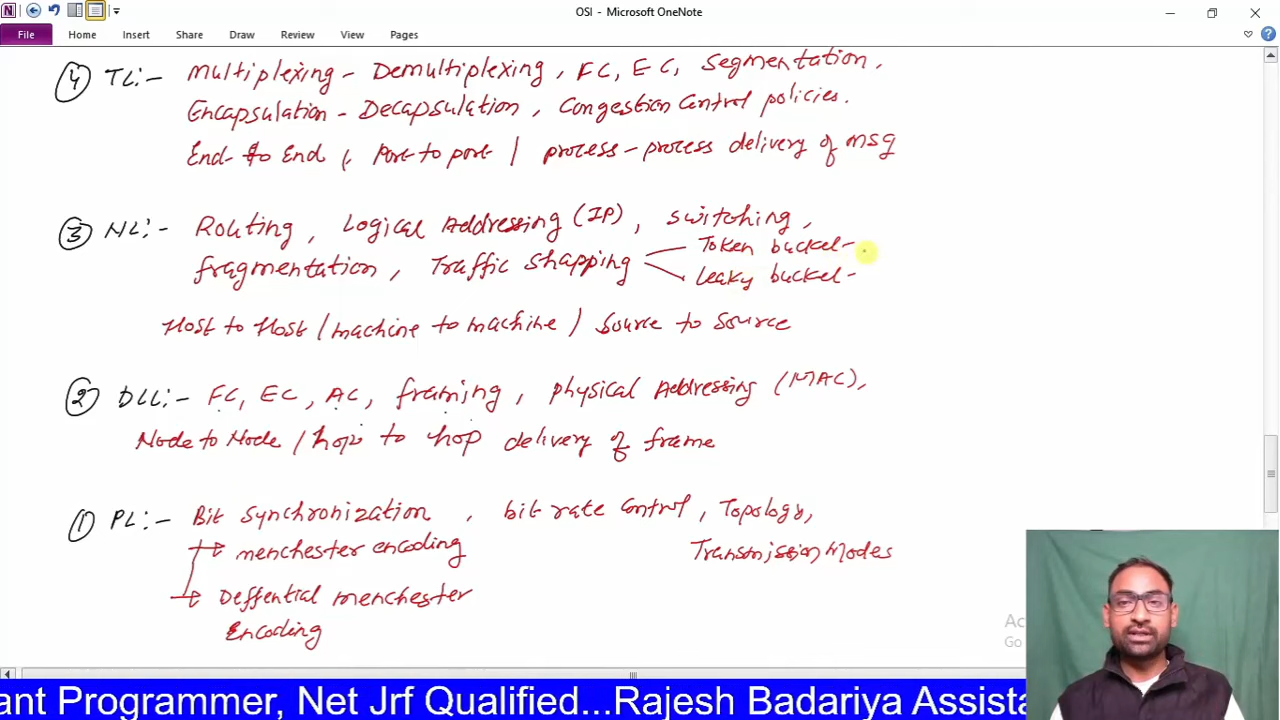 OSI - Microsoft OneNote
File Home Insert Share Draw Review View Pages
④ TL:- Multiplexing - Demultiplexing, FC, EC, Segmentation,
Encapsulation - Decapsulation, Congestion Control policies.
End to End, Port to port / process - process delivery of msg
③ NL:- Routing, Logical Addressing (IP), switching,
fragmentation, Traffic Shapping
Token bucket -
Leaky bucket -
Host to Host / machine to machine / Source to source
② DLL:- FC, EC, AC, framing, physical Addressing (MAC),
Node to Node / hop to hop delivery of frame
① PL:- Bit Synchronization, bit rate Control, Topology,
menchester encoding
Transmission Modes
Deffential menchester
Encoding
Ac
Go
ant Programmer, Net Jrf Qualified...Rajesh Badariya Assista